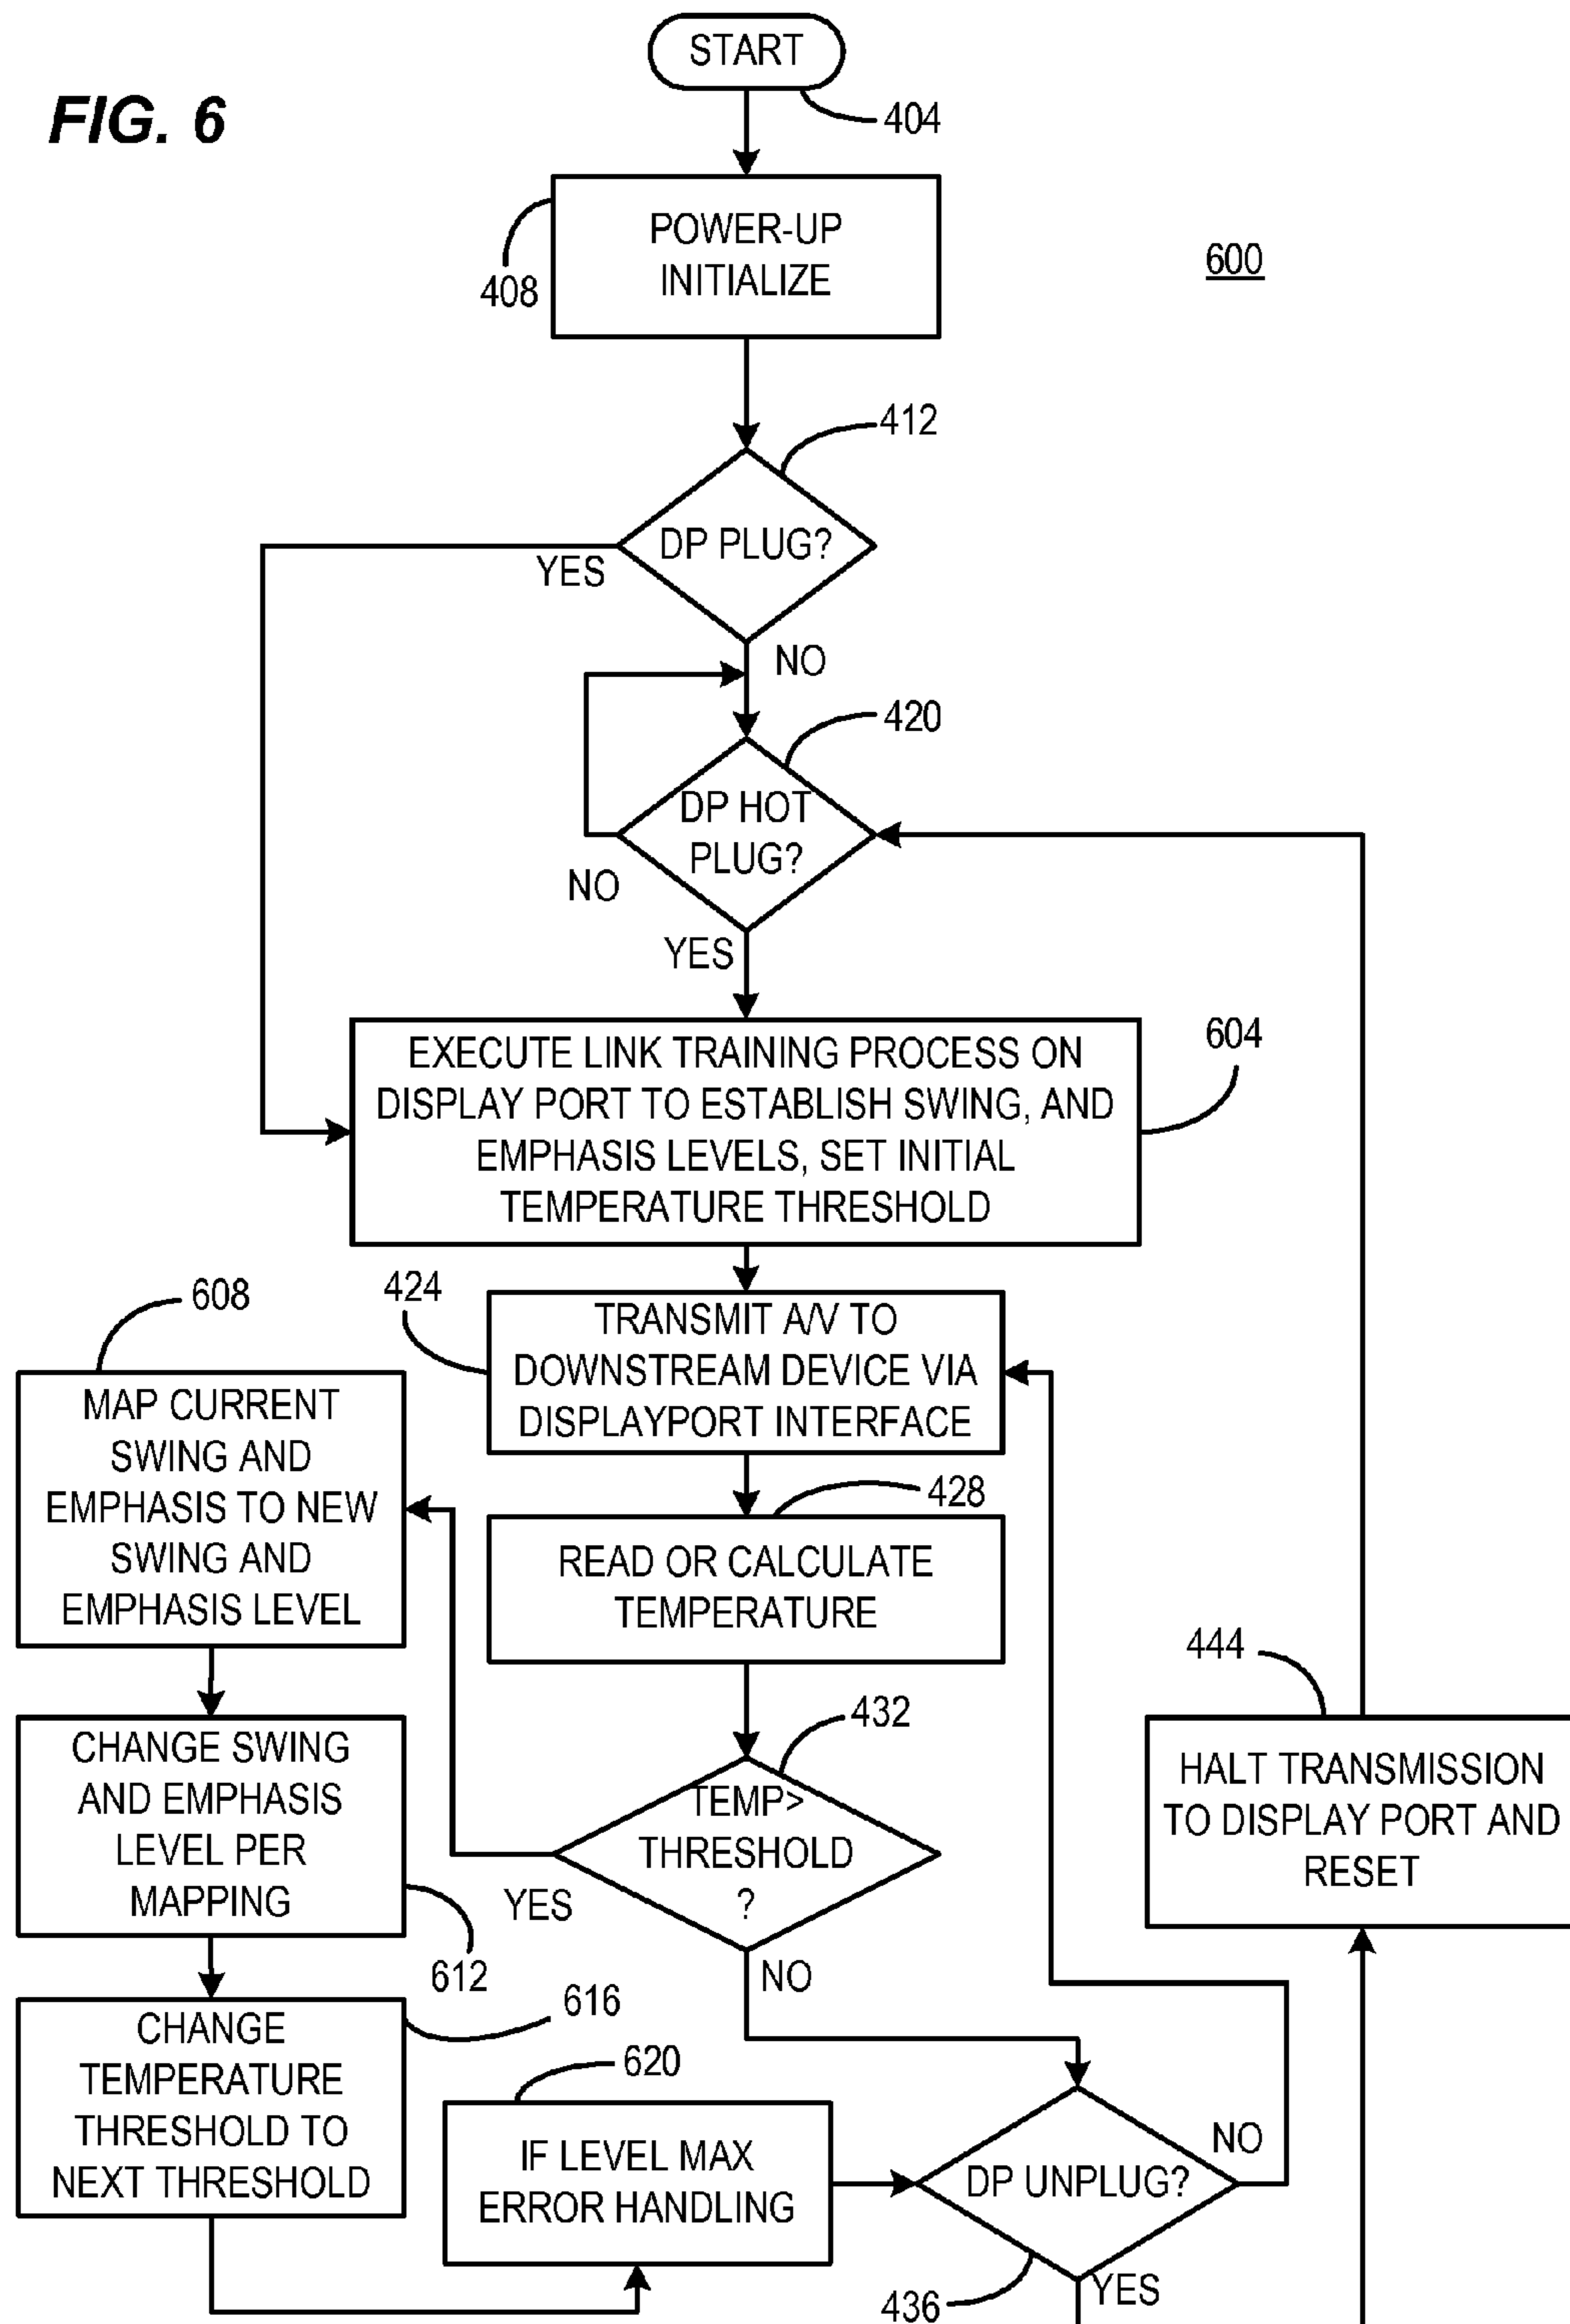 FIG. 6
START
404
POWER-UP
INITIALIZE
408
600
412
DP PLUG?
YES
NO
420
DP HOT
PLUG?
NO
YES
604
EXECUTE LINK TRAINING PROCESS ON
DISPLAY PORT TO ESTABLISH SWING, AND
EMPHASIS LEVELS, SET INITIAL
TEMPERATURE THRESHOLD
608
424
TRANSMIT A/V TO
DOWNSTREAM DEVICE VIA
DISPLAYPORT INTERFACE
MAP CURRENT
SWING AND
EMPHASIS TO NEW
SWING AND
EMPHASIS LEVEL
428
READ OR CALCULATE
TEMPERATURE
444
432
CHANGE SWING
AND EMPHASIS
LEVEL PER
MAPPING
TEMP>
THRESHOLD
?
HALT TRANSMISSION
TO DISPLAY PORT AND
RESET
YES
612
NO
616
CHANGE
TEMPERATURE
THRESHOLD TO
NEXT THRESHOLD
620
IF LEVEL MAX
ERROR HANDLING
DP UNPLUG?
NO
436
YES